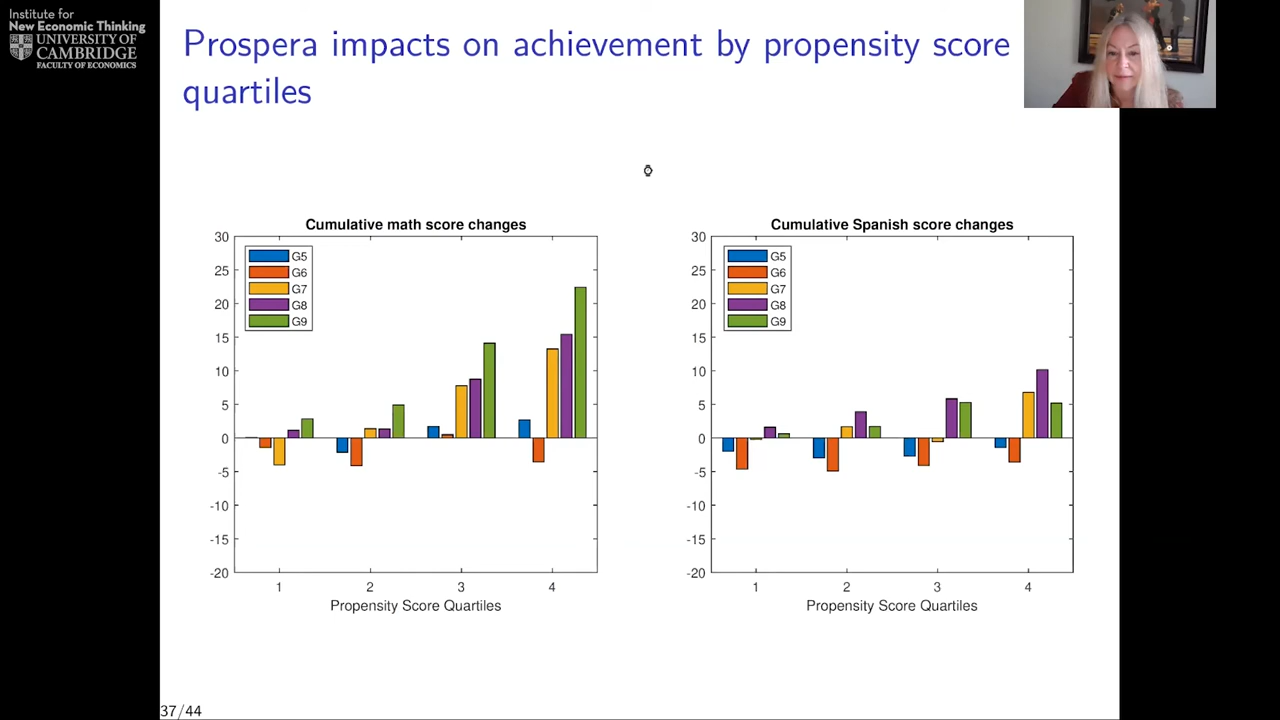 Institute for
New Economic Thinking
UNIVERSITY OF
CAMBRIDGE
FACULTY OF ECONOMICS
Prospera impacts on achievement by propensity score
quartiles
Cumulative math score changes
30
25
20
15
10
5
0
-5
-10
-15
-20
G5
G6
G7
G8
G9
1 2 3 4
Propensity Score Quartiles
Cumulative Spanish score changes
30
25
20
15
10
5
0
-5
-10
-15
-20
G5
G6
G7
G8
G9
1 2 3 4
Propensity Score Quartiles
37/44